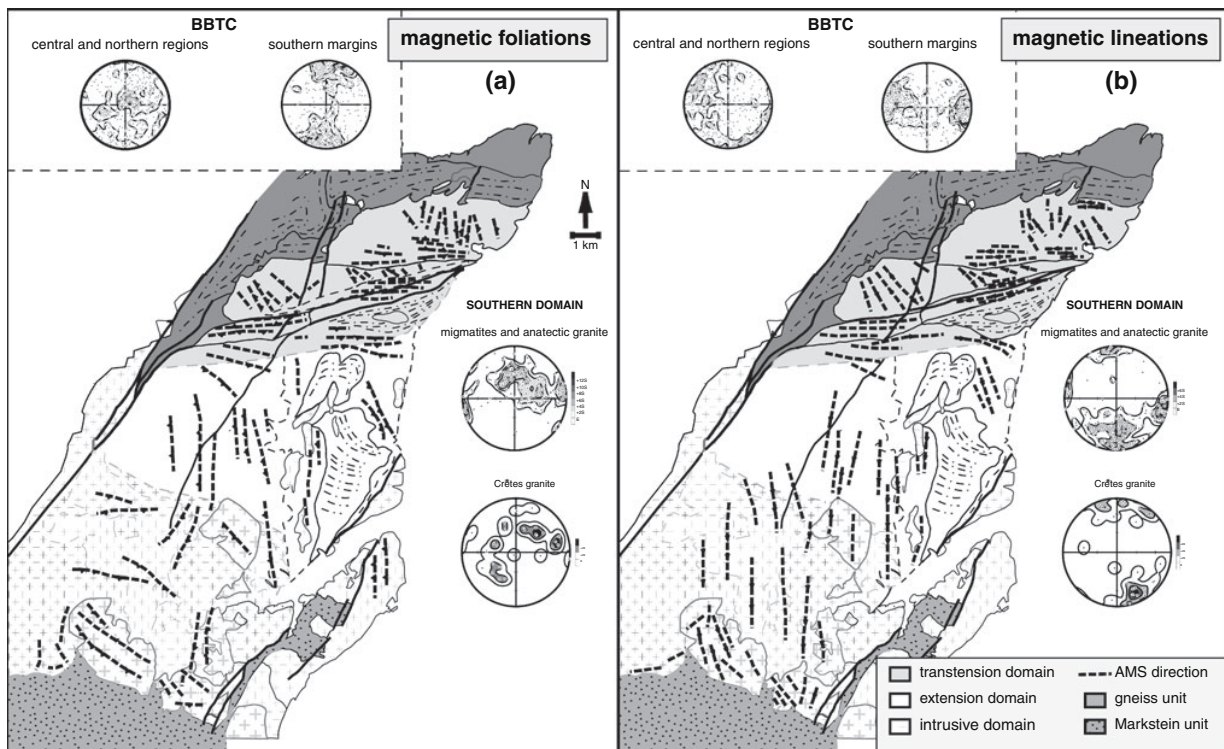 BBTC
central and northern regions
southern margins
magnetic foliations
(a)
N
1 km
SOUTHERN DOMAIN
migmatites and anatectic granite
Crêtes granite
BBTC
central and northern regions
southern margins
magnetic lineations
(b)
SOUTHERN DOMAIN
migmatites and anatectic granite
Crêtes granite
transtension domain
extension domain
intrusive domain
AMS direction
gneiss unit
Markstein unit